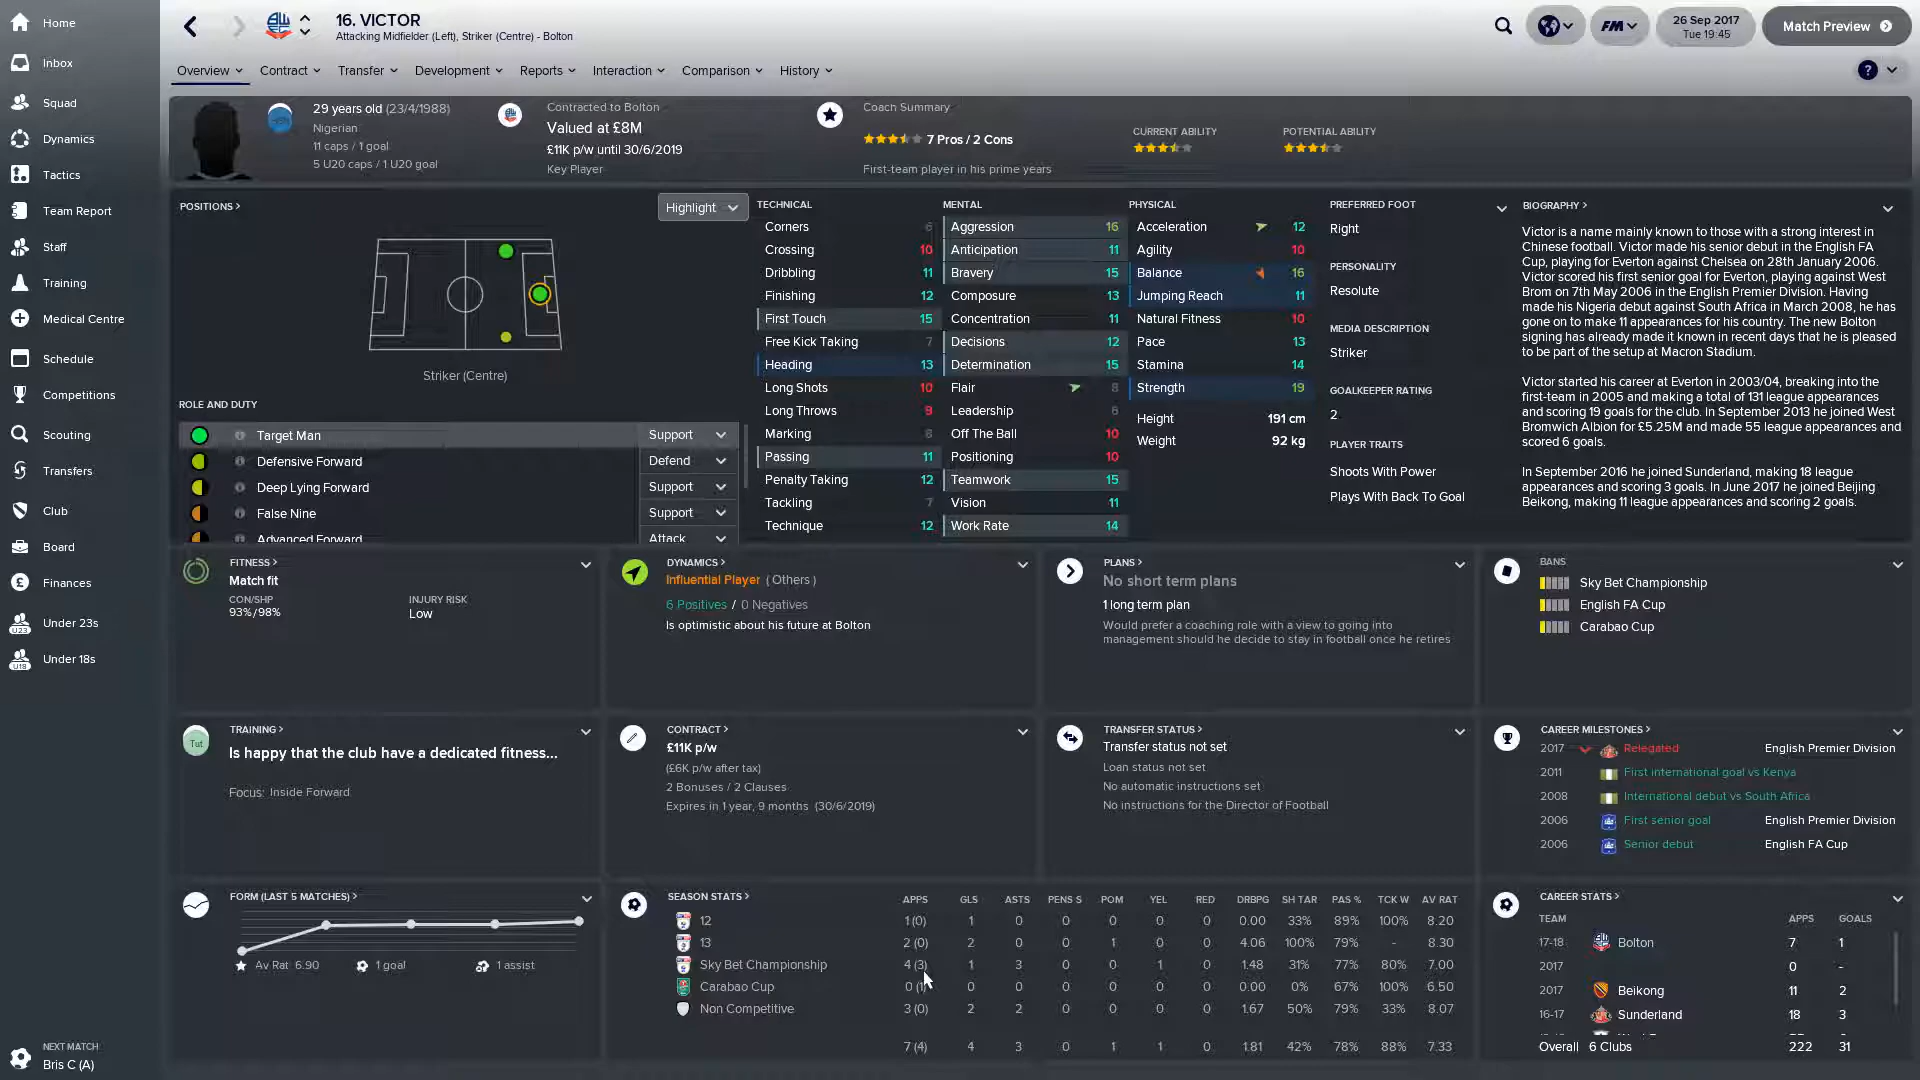 Home
Inbox
Squad
Dynamics
Tactics
Team Report
Staff
Training
Medical Centre
Schedule
Competitions
Scouting
Transfers
Club
Board
Finances
Under 23s
Under 18s
NEXT MATCH
Bris C (A)
16. VICTOR
Attacking Midfielder (Left), Striker (Centre) - Bolton
FM
26 Sep 2017
Tue 19:45
Match Preview
Overview Contract Transfer Development Reports Interaction Comparison History
?
29 years old (23/4/1988)
Nigerian
11 caps / 1 goal
5 U20 caps / 1 U20 goal
Contracted to Bolton
Valued at £8M
£11K p/w until 30/6/2019
Key Player
Coach Summary
7 Pros / 2 Cons
First-team player in his prime years
CURRENT ABILITY
POTENTIAL ABILITY
POSITIONS >
Highlight
Striker (Centre)
ROLE AND DUTY
Target Man Support
Defensive Forward Defend
Deep Lying Forward Support
False Nine Support
Advanced Forward Attack
TECHNICAL
Corners 6
Crossing 10
Dribbling 11
Finishing 12
First Touch 15
Free Kick Taking 7
Heading 13
Long Shots 10
Long Throws 9
Marking 8
Passing 11
Penalty Taking 12
Tackling 7
Technique 12
MENTAL
Aggression 16
Anticipation 11
Bravery 15
Composure 13
Concentration 11
Decisions 12
Determination 15
Flair 8
Leadership 6
Off The Ball 10
Positioning 10
Teamwork 15
Vision 11
Work Rate 14
PHYSICAL
Acceleration 12
Agility 10
Balance 16
Jumping Reach 11
Natural Fitness 10
Pace 13
Stamina 14
Strength 19
Height 191 cm
Weight 92 kg
PREFERRED FOOT
Right
PERSONALITY
Resolute
MEDIA DESCRIPTION
Striker
GOALKEEPER RATING
2
PLAYER TRAITS
Shoots With Power
Plays With Back To Goal
BIOGRAPHY >
Victor is a name mainly known to those with a strong interest in
Chinese football. Victor made his senior debut in the English FA
Cup, playing for Everton against Chelsea on 28th January 2006.
Victor scored his first senior goal for Everton, playing against West
Brom on 7th May 2006 in the English Premier Division. Having
made his Nigeria debut against South Africa in March 2008, he has
gone on to make 11 appearances for his country. The new Bolton
signing has already made it known in recent days that he is pleased
to be part of the setup at Macron Stadium.
Victor started his career at Everton in 2003/04, breaking into the
first-team in 2005 and making a total of 131 league appearances
and scoring 19 goals for the club. In September 2013 he joined West
Bromwich Albion for £5.25M and made 55 league appearances and
scored 6 goals.
In September 2016 he joined Sunderland, making 18 league
appearances and scoring 3 goals. In June 2017 he joined Beijing
Beikong, making 11 league appearances and scoring 2 goals.
FITNESS >
Match fit
CON/SHP
93%/98%
INJURY RISK
Low
DYNAMICS >
Influential Player (Others)
6 Positives / 0 Negatives
Is optimistic about his future at Bolton
PLANS >
No short term plans
1 long term plan
Would prefer a coaching role with a view to going into
management should he decide to stay in football once he retires
BANS
Sky Bet Championship
English FA Cup
Carabao Cup
Tut
TRAINING >
Is happy that the club have a dedicated fitness...
Focus: Inside Forward
CONTRACT >
£11K p/w
(£6K p/w after tax)
2 Bonuses / 2 Clauses
Expires in 1 year, 9 months (30/6/2019)
TRANSFER STATUS >
Transfer status not set
Loan status not set
No automatic instructions set
No instructions for the Director of Football
CAREER MILESTONES >
2017 Relegated English Premier Division
2011 First international goal vs Kenya
2008 International debut vs South Africa
2006 First senior goal English Premier Division
2006 Senior debut English FA Cup
FORM (LAST 5 MATCHES) >
Av Rat 6.90 1 goal 1 assist
SEASON STATS > APPS GLS ASTS PENS S POM YEL RED DRBPG SH TAR PAS % TCK W AV RAT
12 1 (0) 1 0 0 0 0 0 0.00 33% 89% 100% 8.20
13 2 (0) 2 0 0 1 0 0 4.06 100% 79% - 8.30
Sky Bet Championship 4 (3) 1 3 0 0 1 0 1.48 31% 77% 80% 7.00
Carabao Cup 0 (1) 0 0 0 0 0 0 0.00 0% 67% 100% 6.50
Non Competitive 3 (0) 2 2 0 0 0 0 1.67 50% 79% 33% 8.07
7 (4) 4 3 0 1 1 0 1.81 42% 78% 88% 7.33
CAREER STATS >
TEAM APPS GOALS
17-18 Bolton 7 1
2017 0 -
2017 Beikong 11 2
16-17 Sunderland 18 3
Overall 6 Clubs 222 31